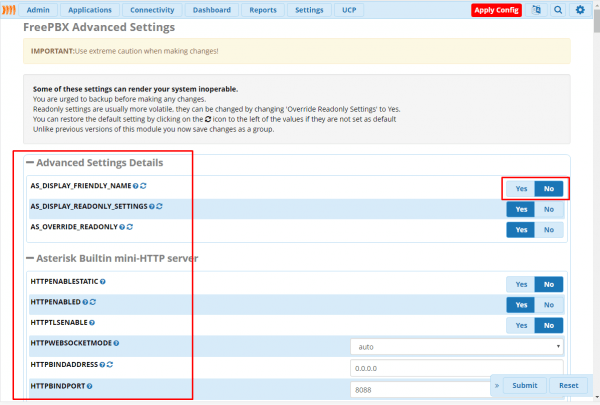 Admin Applications Connectivity Dashboard Reports Settings UCP Apply Config
FreePBX Advanced Settings
IMPORTANT:Use extreme caution when making changes!
Some of these settings can render your system inoperable.
You are urged to backup before making any changes.
Readonly settings are usually more volatile, they can be changed by changing 'Override Readonly Settings' to Yes.
You can restore the default setting by clicking on the icon to the left of the values if they are not set as default
Unlike previous versions of this module you now save changes as a group.
Advanced Settings Details
AS_DISPLAY_FRIENDLY_NAME Yes No
AS_DISPLAY_READONLY_SETTINGS Yes No
AS_OVERRIDE_READONLY Yes No
Asterisk Builtin mini-HTTP server
HTTPENABLESTATIC Yes No
HTTPENABLED Yes No
HTTPTLSENABLE Yes No
HTTPWEBSOCKETMODE auto
HTTPBINDADDRESS 0.0.0.0
HTTPBINDPORT 8088 » Submit Reset